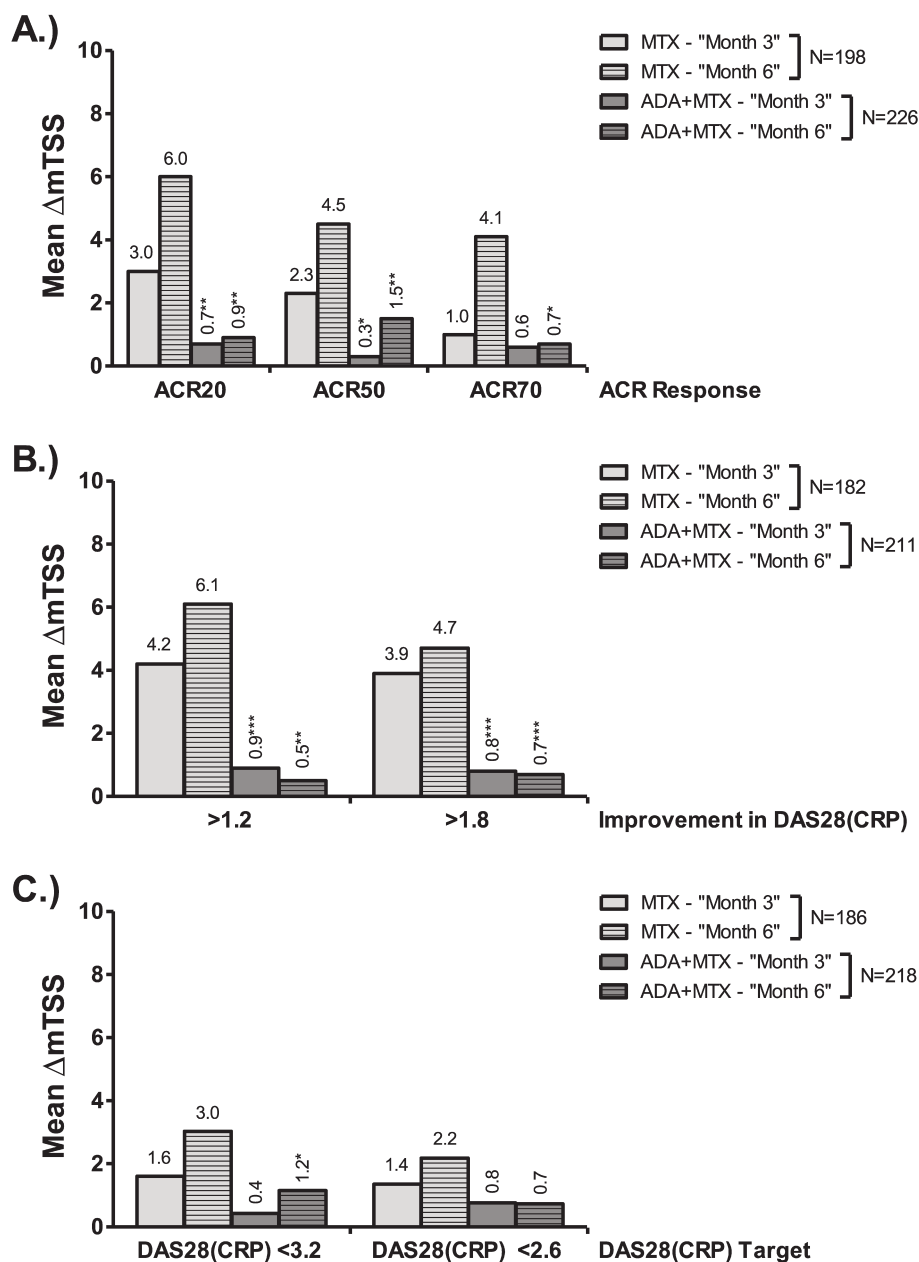 A.)
MTX - "Month 3"
MTX - "Month 6"
N=198
ADA+MTX - "Month 3"
ADA+MTX - "Month 6"
N=226
Mean ΔmTSS
10
8
6
4
2
0
3.0
6.0
0.7**
0.9**
2.3
4.5
0.3*
1.5**
1.0
4.1
0.6
0.7*
ACR20 ACR50 ACR70 ACR Response
B.)
MTX - "Month 3"
MTX - "Month 6"
N=182
ADA+MTX - "Month 3"
ADA+MTX - "Month 6"
N=211
Mean ΔmTSS
10
8
6
4
2
0
4.2
6.1
0.9***
0.5**
3.9
4.7
0.8***
0.7***
>1.2 >1.8 Improvement in DAS28(CRP)
C.)
MTX - "Month 3"
MTX - "Month 6"
N=186
ADA+MTX - "Month 3"
ADA+MTX - "Month 6"
N=218
Mean ΔmTSS
10
8
6
4
2
0
1.6
3.0
0.4
1.2*
1.4
2.2
0.8
0.7
DAS28(CRP) <3.2 DAS28(CRP) <2.6 DAS28(CRP) Target